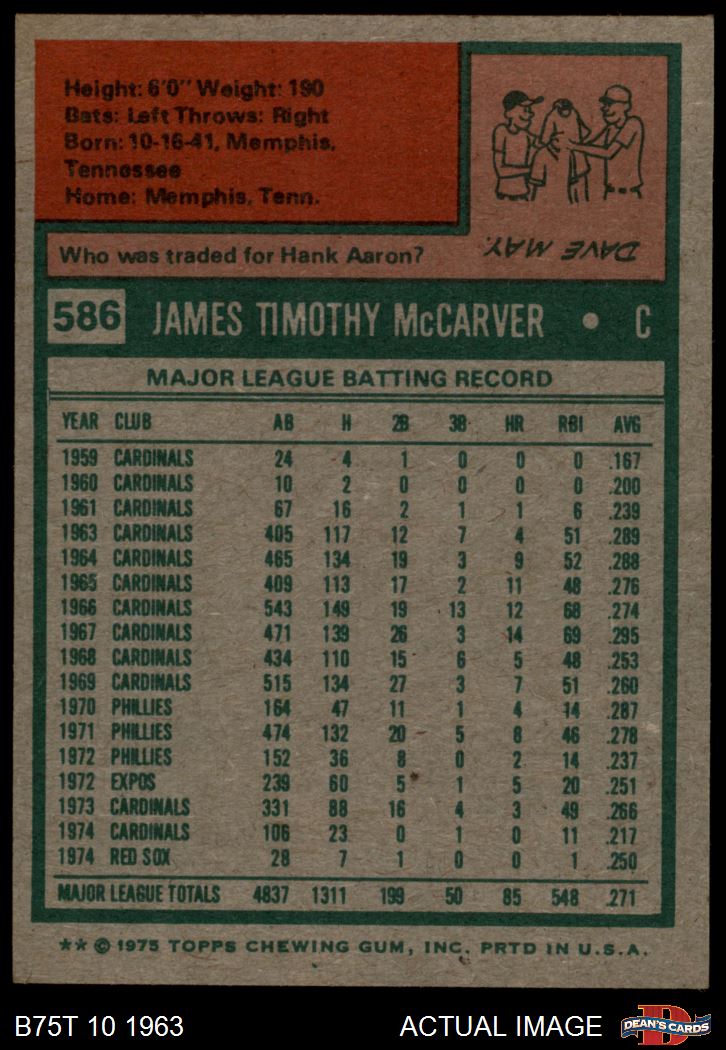 Height: 6'0" Weight: 190
Bats: Left Throws: Right
Born: 10-16-41, Memphis,
Tennessee
Home: Memphis, Tenn.
DAVE MAY.
Who was traded for Hank Aaron?
586 JAMES TIMOTHY McCARVER • C
MAJOR LEAGUE BATTING RECORD
YEAR CLUB AB H 2B 3B HR RBI AVG
1959 CARDINALS 24 4 1 0 0 0 .167
1960 CARDINALS 10 2 0 0 0 0 .200
1961 CARDINALS 67 16 2 1 1 6 .239
1963 CARDINALS 405 117 12 7 4 51 .289
1964 CARDINALS 465 134 19 3 9 52 .288
1965 CARDINALS 409 113 17 2 11 48 .276
1966 CARDINALS 543 149 19 13 12 68 .274
1967 CARDINALS 471 139 26 3 14 69 .295
1968 CARDINALS 434 110 15 6 5 48 .253
1969 CARDINALS 515 134 27 3 7 51 .260
1970 PHILLIES 164 47 11 1 4 14 .287
1971 PHILLIES 474 132 20 5 8 46 .278
1972 PHILLIES 152 36 8 0 2 14 .237
1972 EXPOS 239 60 5 1 5 20 .251
1973 CARDINALS 331 88 16 4 3 49 .266
1974 CARDINALS 106 23 0 1 0 11 .217
1974 RED SOX 28 7 1 0 0 1 .250
MAJOR LEAGUE TOTALS 4837 1311 199 50 85 548 .271
** © 1975 TOPPS CHEWING GUM, INC. PRTD IN U.S.A.
B75T 10 1963 ACTUAL IMAGE
D
DEAN'S CARDS